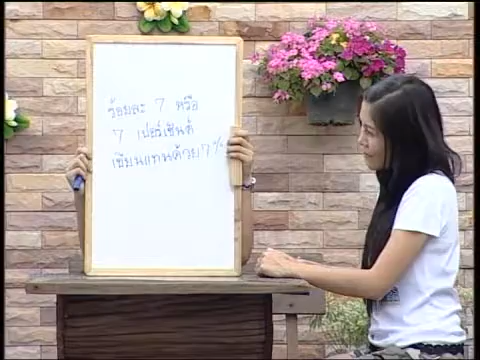 ร้อยละ 7 หรือ
7 เปอร์เซ็นต์
เขียนแทนด้วย 7%